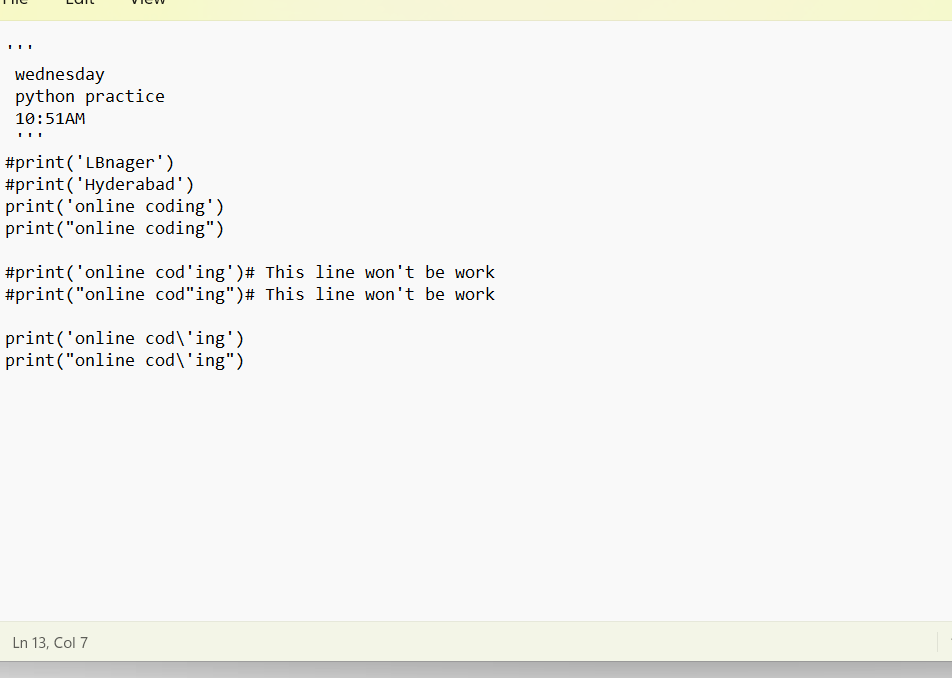 File Edit View
'''
 wednesday
 python practice
 10:51AM
 '''
#print('LBnager')
#print('Hyderabad')
print('online coding')
print("online coding")
#print('online cod'ing')# This line won't be work
#print("online cod"ing")# This line won't be work
print('online cod\'ing')
print("online cod\'ing")
Ln 13, Col 7